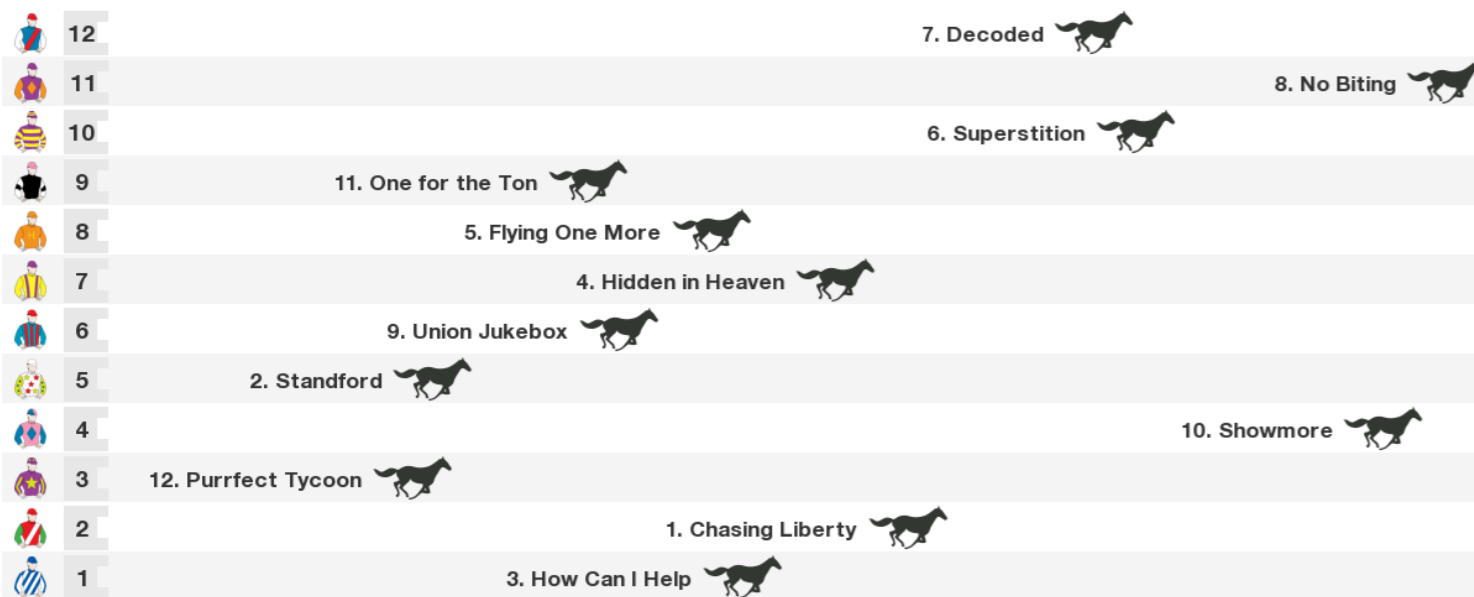 12 7. Decoded
11 8. No Biting
10 6. Superstition
9 11. One for the Ton
8 5. Flying One More
7 4. Hidden in Heaven
6 9. Union Jukebox
5 2. Standford
4 10. Showmore
3 12. Purrfect Tycoon
2 1. Chasing Liberty
1 3. How Can I Help